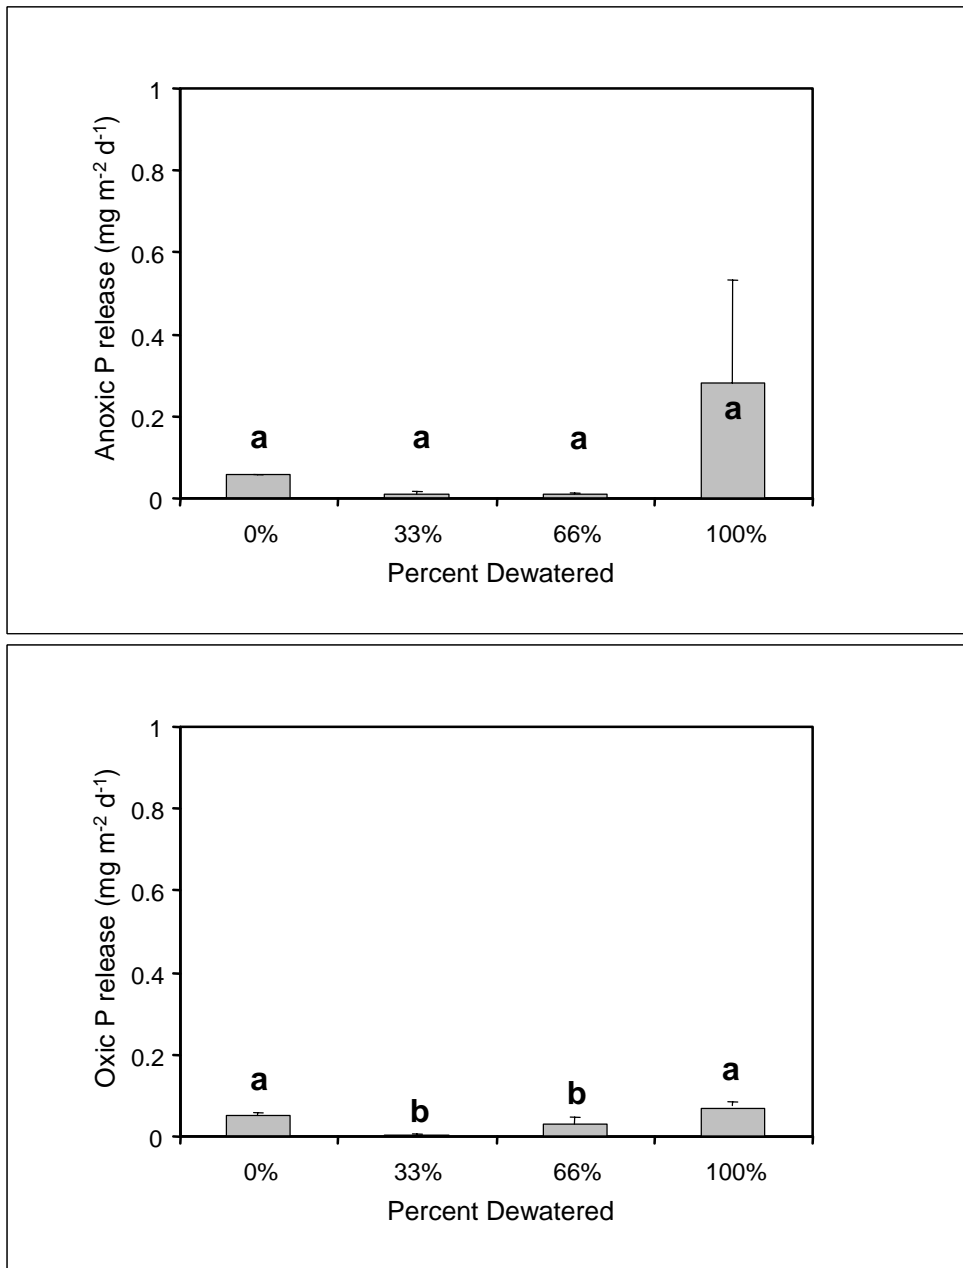 1
0.8
0.6
0.4
0.2
0
Anoxic P release (mg m⁻² d⁻¹)
a a a a
0% 33% 66% 100%
Percent Dewatered
1
0.8
0.6
0.4
0.2
0
Oxic P release (mg m⁻² d⁻¹)
a b b a
0% 33% 66% 100%
Percent Dewatered